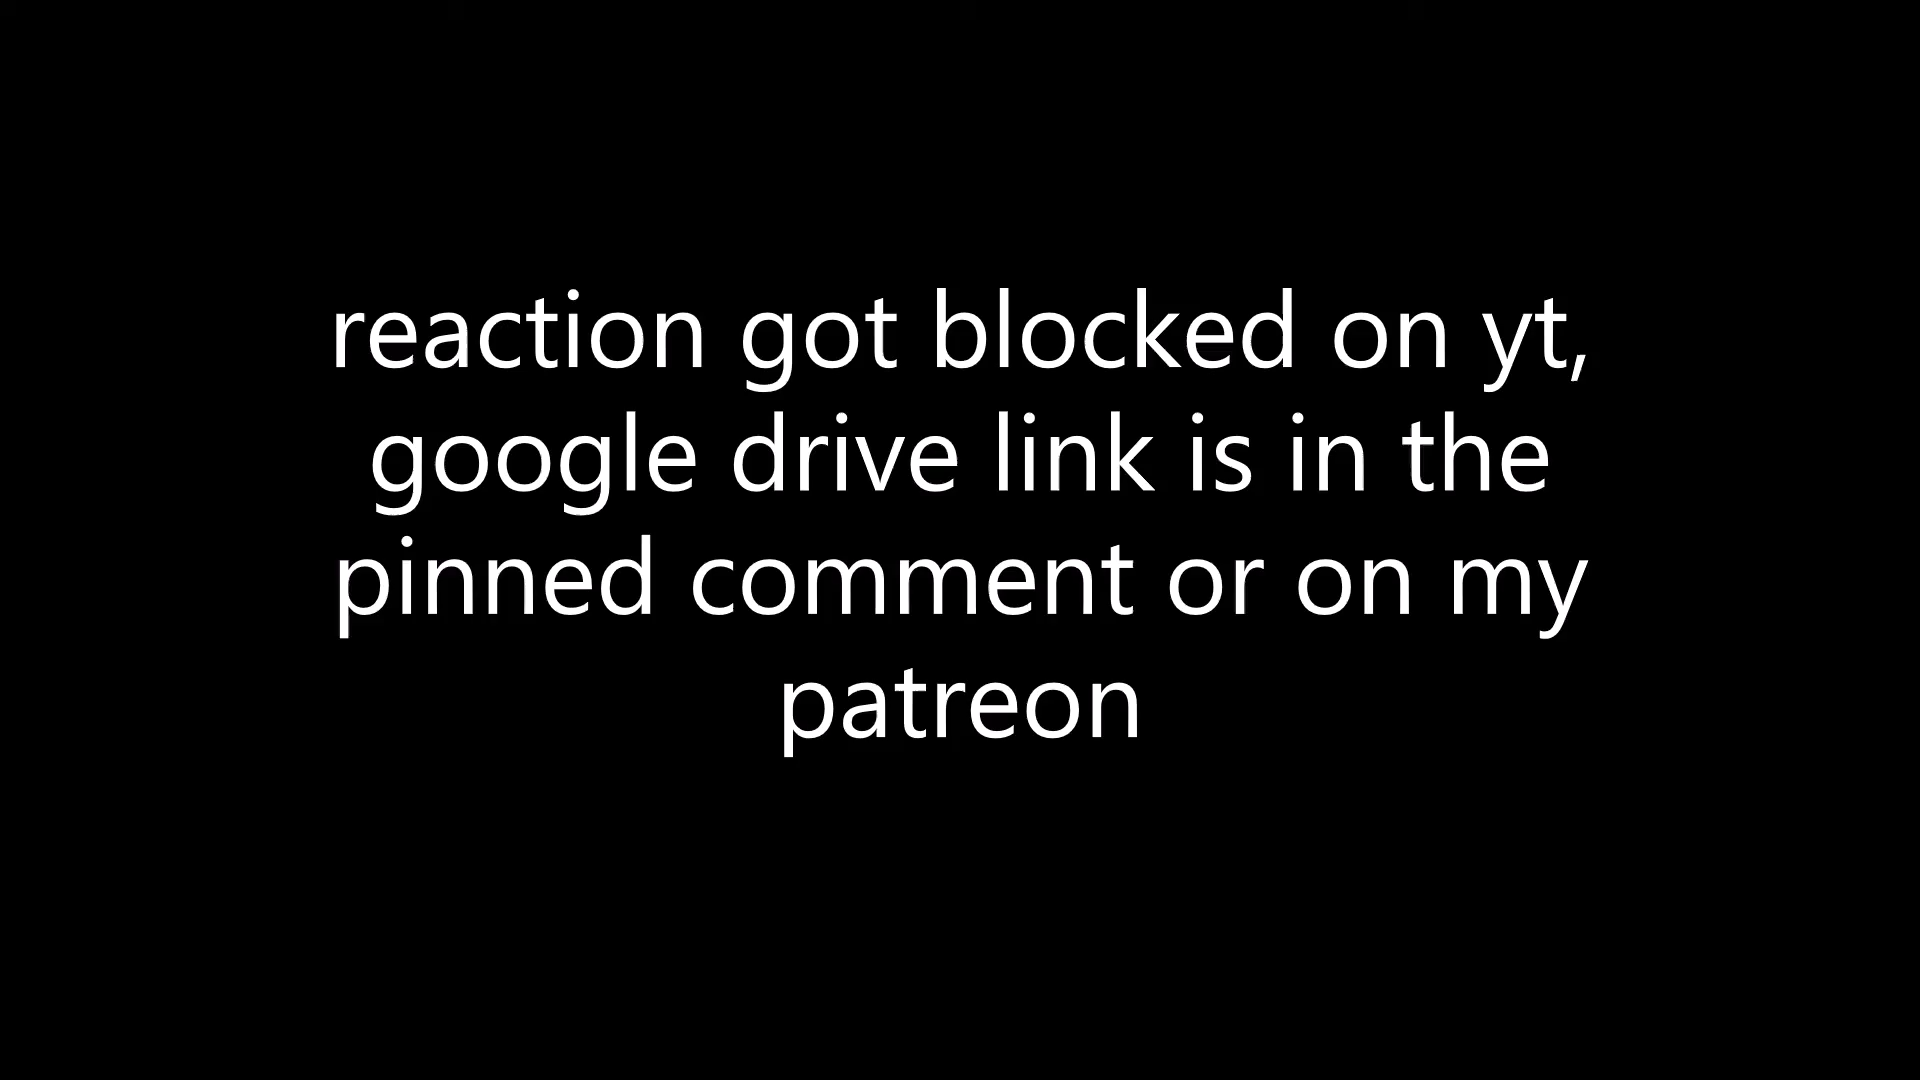 reaction got blocked on yt,
google drive link is in the
pinned comment or on my
patreon